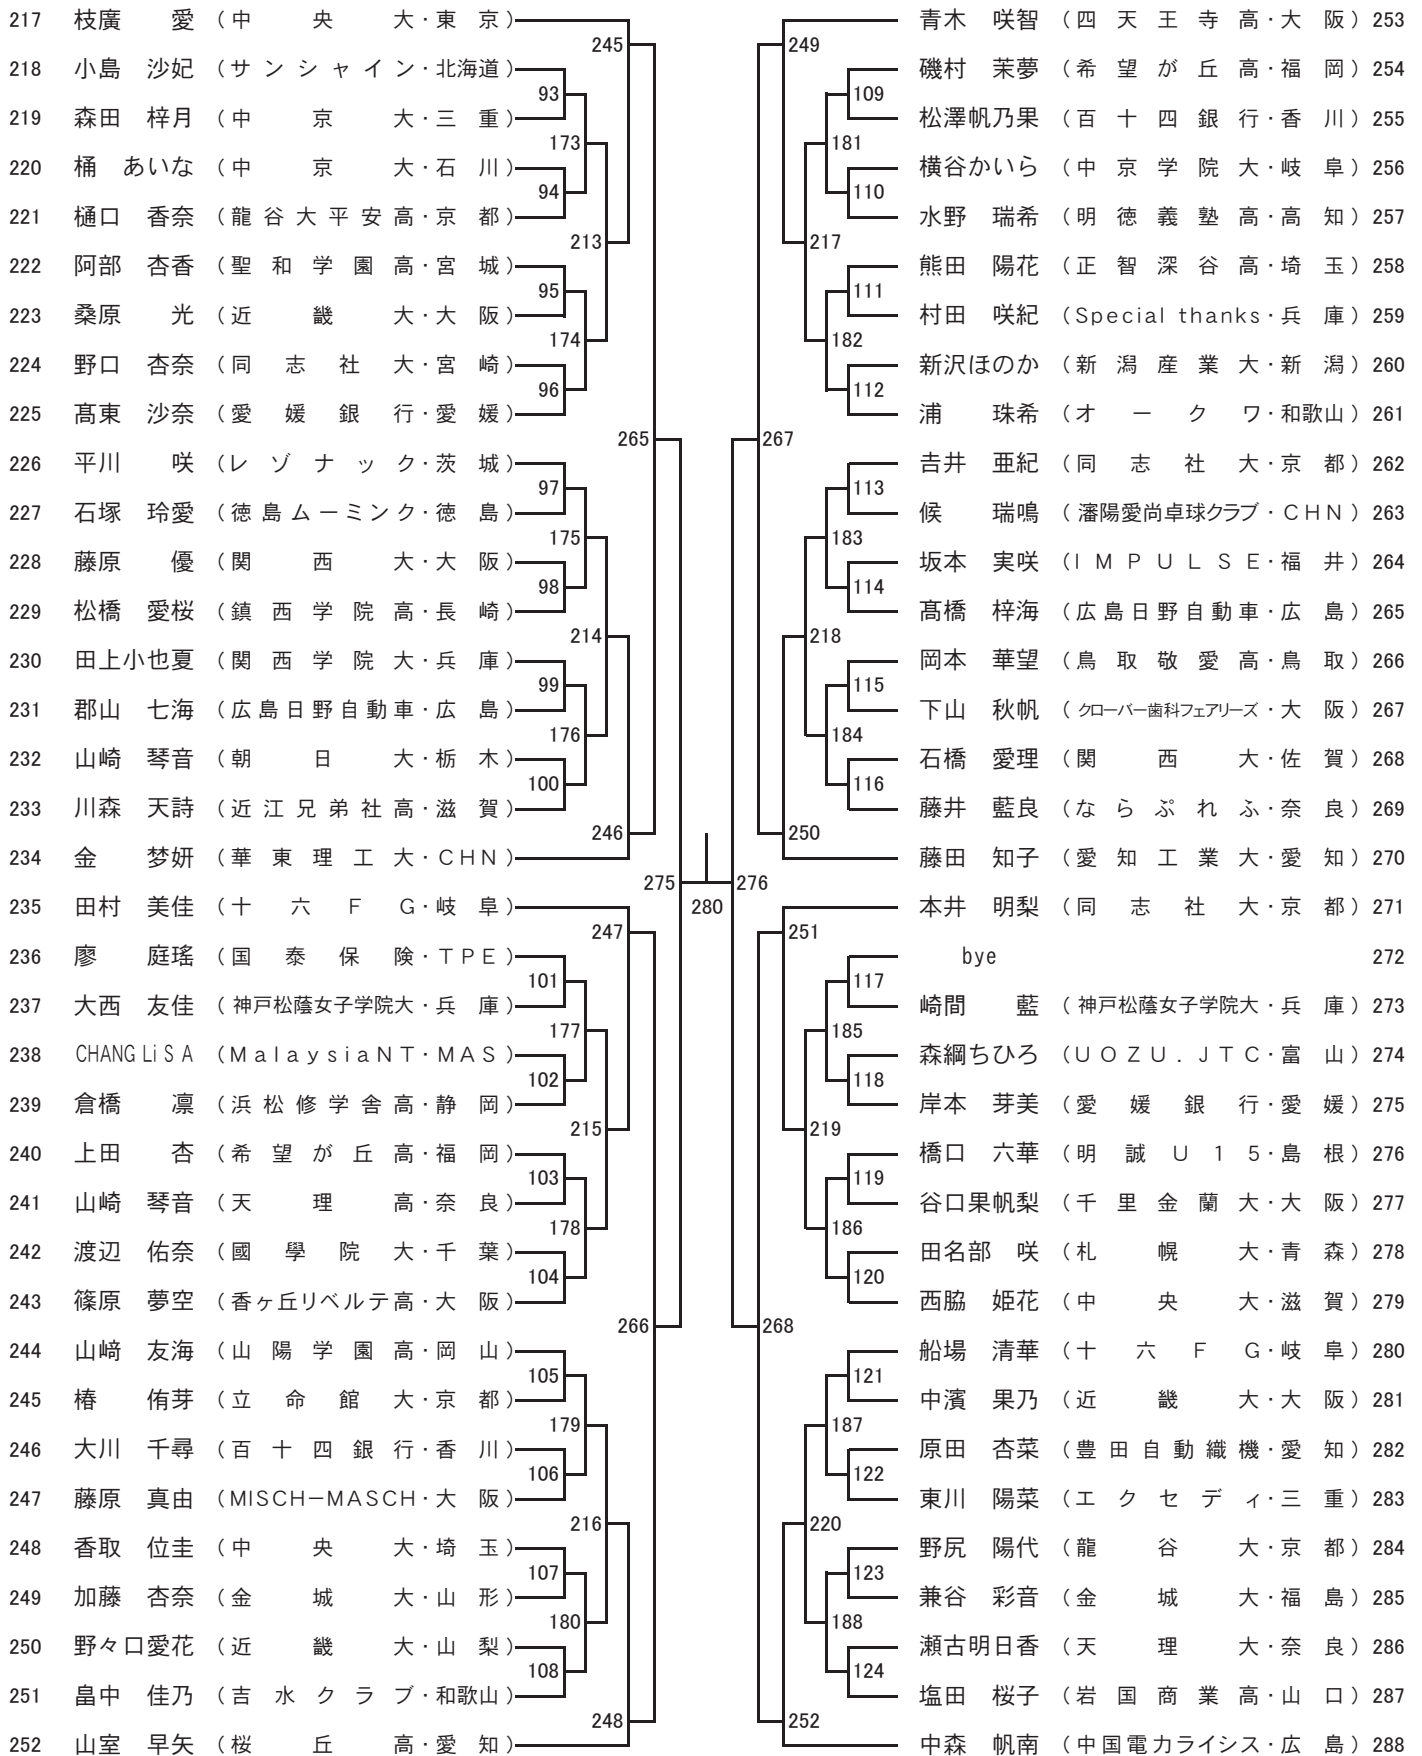 217 枝廣 愛 (中央大・東京)
245
218 小島 沙妃 (サンシャイン・北海道)
93
219 森田 梓月 (中京大・三重)
173
220 桶 あいな (中京大・石川)
94
221 樋口 香奈 (龍谷大平安高・京都)
213
222 阿部 杏香 (聖和学園高・宮城)
95
223 桑原 光 (近畿大・大阪)
174
224 野口 杏奈 (同志社大・宮崎)
96
225 髙東 沙奈 (愛媛銀行・愛媛)
265
226 平川 咲 (レゾナック・茨城)
97
227 石塚 玲愛 (徳島ムーミンク・徳島)
175
228 藤原 優 (関西大・大阪)
98
229 松橋 愛桜 (鎮西学院高・長崎)
214
230 田上小也夏 (関西学院大・兵庫)
99
231 郡山 七海 (広島日野自動車・広島)
176
232 山崎 琴音 (朝日大・栃木)
100
233 川森 天詩 (近江兄弟社高・滋賀)
246
234 金 梦妍 (華東理工大・CHN)
275
235 田村 美佳 (十六FG・岐阜)
247
236 廖 庭瑤 (国泰保険・TPE)
101
237 大西 友佳 (神戸松蔭女子学院大・兵庫)
177
238 CHANG Li S A (MalaysiaNT・MAS)
102
239 倉橋 凛 (浜松修学舎高・静岡)
215
240 上田 杏 (希望が丘高・福岡)
103
241 山崎 琴音 (天理高・奈良)
178
242 渡辺 佑奈 (國學院大・千葉)
104
243 篠原 夢空 (香ヶ丘リベルテ高・大阪)
266
244 山﨑 友海 (山陽学園高・岡山)
105
245 椿 侑芽 (立命館大・京都)
179
246 大川 千尋 (百十四銀行・香川)
106
247 藤原 真由 (MISCH－MASCH・大阪)
216
248 香取 位圭 (中央大・埼玉)
107
249 加藤 杏奈 (金城大・山形)
180
250 野々口愛花 (近畿大・山梨)
108
251 畠中 佳乃 (吉水クラブ・和歌山)
248
252 山室 早矢 (桜丘高・愛知)
280
青木 咲智 (四天王寺高・大阪) 253
249
磯村 茉夢 (希望が丘高・福岡) 254
109
松澤帆乃果 (百十四銀行・香川) 255
181
横谷かいら (中京学院大・岐阜) 256
110
水野 瑞希 (明徳義塾高・高知) 257
217
熊田 陽花 (正智深谷高・埼玉) 258
111
村田 咲紀 (Special thanks・兵庫) 259
182
新沢ほのか (新潟産業大・新潟) 260
112
浦 珠希 (オークワ・和歌山) 261
267
𠮷井 亜紀 (同志社大・京都) 262
113
候 瑞鳴 (瀋陽愛尚卓球クラブ・CHN) 263
183
坂本 実咲 (IMPULSE・福井) 264
114
髙橋 梓海 (広島日野自動車・広島) 265
218
岡本 華望 (鳥取敬愛高・鳥取) 266
115
下山 秋帆 (クローバー歯科フェアリーズ・大阪) 267
184
石橋 愛理 (関西大・佐賀) 268
116
藤井 藍良 (ならぷれふ・奈良) 269
250
藤田 知子 (愛知工業大・愛知) 270
276
本井 明梨 (同志社大・京都) 271
251
bye 272
117
崎間 藍 (神戸松蔭女子学院大・兵庫) 273
185
森綱ちひろ (UOZU.JTC・富山) 274
118
岸本 芽美 (愛媛銀行・愛媛) 275
219
橋口 六華 (明誠U15・島根) 276
119
谷口果帆梨 (千里金蘭大・大阪) 277
186
田名部 咲 (札幌大・青森) 278
120
西脇 姫花 (中央大・滋賀) 279
268
船場 清華 (十六FG・岐阜) 280
121
中濱 果乃 (近畿大・大阪) 281
187
原田 杏菜 (豊田自動織機・愛知) 282
122
東川 陽菜 (エクセディ・三重) 283
220
野尻 陽代 (龍谷大・京都) 284
123
兼谷 彩音 (金城大・福島) 285
188
瀬古明日香 (天理大・奈良) 286
124
塩田 桜子 (岩国商業高・山口) 287
252
中森 帆南 (中国電力ライシス・広島) 288